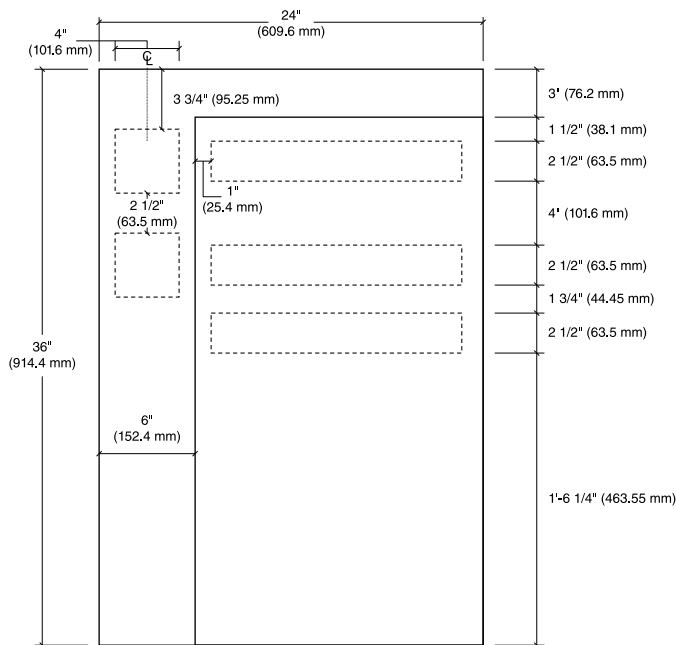 24"
(609.6 mm)
4"
(101.6 mm)
℄
3 3/4" (95.25 mm)
3' (76.2 mm)
1 1/2" (38.1 mm)
2 1/2" (63.5 mm)
1"
(25.4 mm)
2 1/2"
(63.5 mm)
4' (101.6 mm)
2 1/2" (63.5 mm)
1 3/4" (44.45 mm)
2 1/2" (63.5 mm)
36"
(914.4 mm)
6"
(152.4 mm)
1'-6 1/4" (463.55 mm)